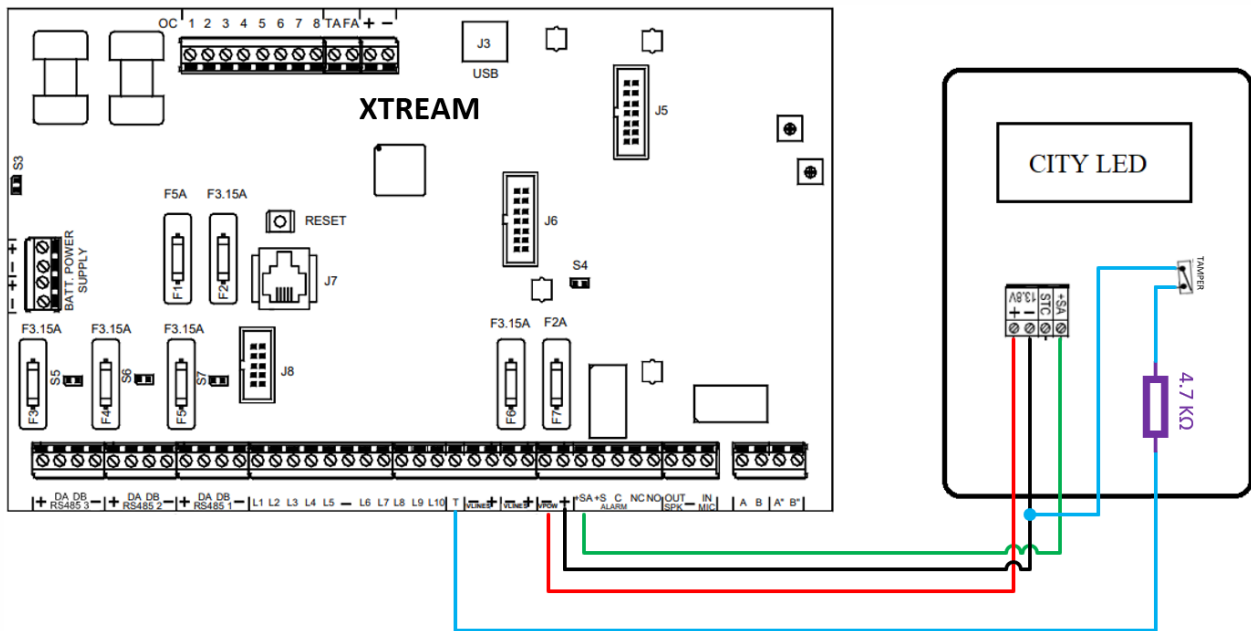 OC 1 2 3 4 5 6 7 8 TA FA + −
J3
USB
XTREAM
J5
S3
F5A F3.15A
RESET
J6
J7
S4
F1
F2
+ − + −
BATT. POWER
SUPPLY
F3.15A F3.15A F3.15A
F3.15A F2A
S5
S6
S7
J8
F3
F4
F5
F6
F7
+ DA DB −
RS485 3
+ DA DB −
RS485 2
+ DA DB −
RS485 1
L1 L2 L3 L4 L5 − L6 L7 L8 L9 L10 T
− +
VLINES
− +
VLINES
− +
VPOW
+SA +S C NC NO
ALARM
OUT − IN
SPK MIC
A B A* B*
CITY LED
TAMPER
13.8V
+ −
STC
+SA
4.7 KΩ